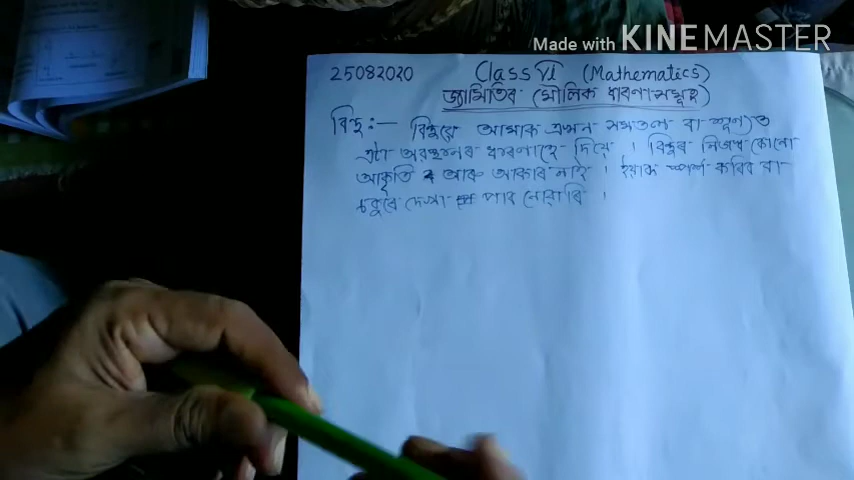 Made with KINEMASTER
25082020 Class VI (Mathematics)
জ্যামিতিৰ (মৌলিক ধাৰণাসমূহ)
বিন্দু:— বিন্দুৱে আমাক এখন সমতল বা শূন্যত
এটা অৱস্থানৰ ধাৰণাহে দিয়ে । বিন্দুৰ নিজৰ কোনো
আকৃতি আৰু আকাৰ নাই । ইয়াক স্পৰ্শ কৰিব বা
চকুৰে দেখা পাব নোৱাৰি ।